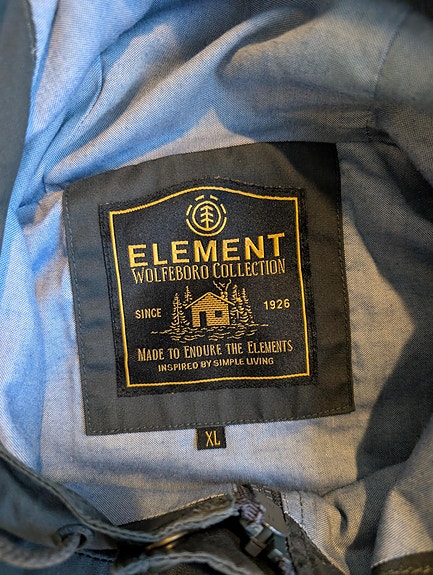 ELEMENT
WOLFEBORO COLLECTION
SINCE 1926
MADE TO ENDURE THE ELEMENTS
INSPIRED BY SIMPLE LIVING
XL